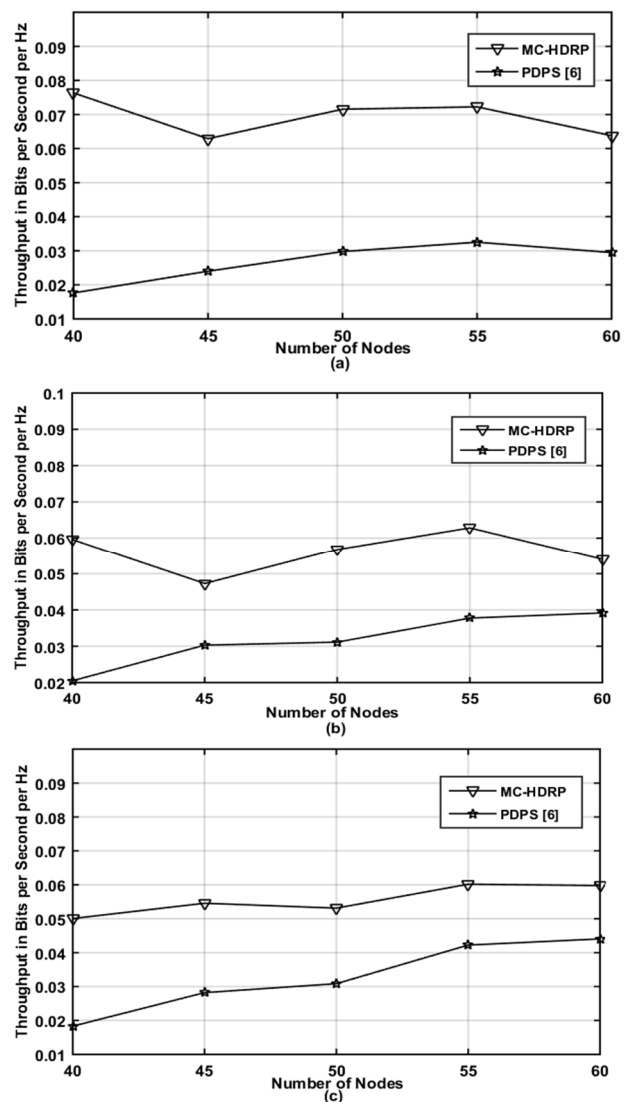 Throughput in Bits per Second per Hz
0.09
0.08
0.07
0.06
0.05
0.04
0.03
0.02
0.01
MC-HDRP
PDPS [6]
40 45 50 55 60
Number of Nodes
(a)
Throughput in Bits per Second per Hz
0.1
0.09
0.08
0.07
0.06
0.05
0.04
0.03
0.02
MC-HDRP
PDPS [6]
40 45 50 55 60
Number of Nodes
(b)
Throughput in Bits per Second per Hz
0.09
0.08
0.07
0.06
0.05
0.04
0.03
0.02
0.01
MC-HDRP
PDPS [6]
40 45 50 55 60
Number of Nodes
(c)